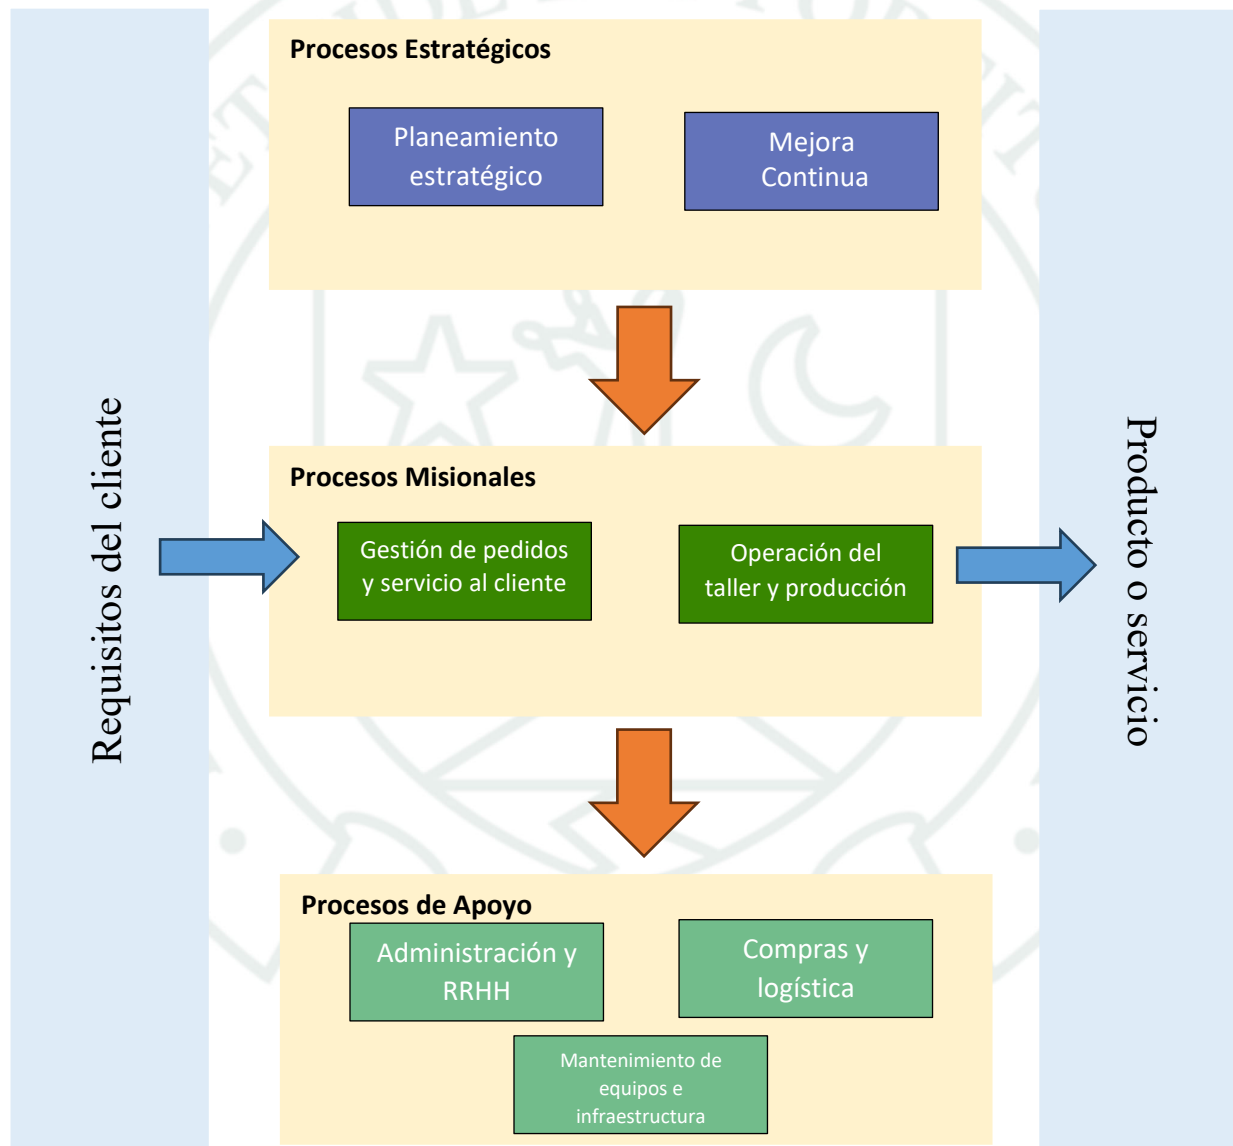 Procesos Estratégicos
Planeamiento
estratégico
Mejora
Continua
Requisitos del cliente
Procesos Misionales
Gestión de pedidos
y servicio al cliente
Operación del
taller y producción
Producto o servicio
Procesos de Apoyo
Administración y
RRHH
Compras y
logística
Mantenimiento de
equipos e
infraestructura